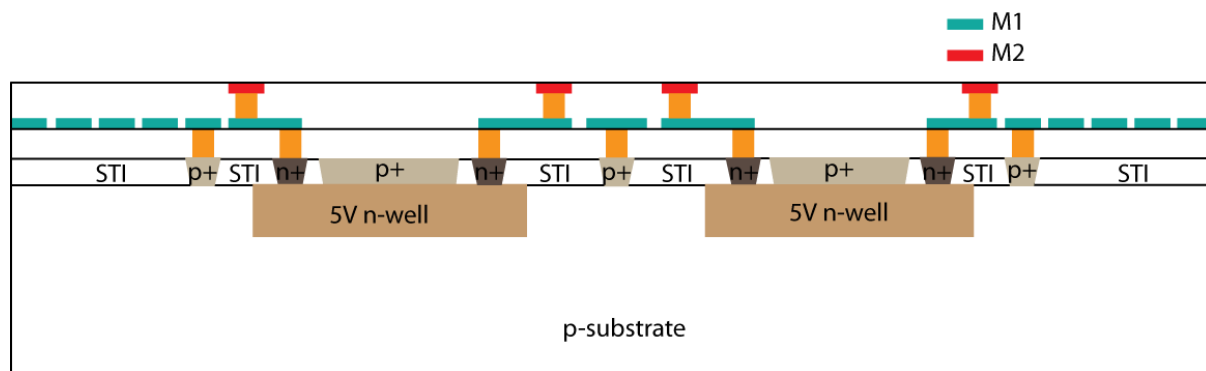 M1
M2
STI p+ STI n+ p+ n+ STI p+ STI n+ p+ n+ STI p+ STI
5V n-well 5V n-well
p-substrate